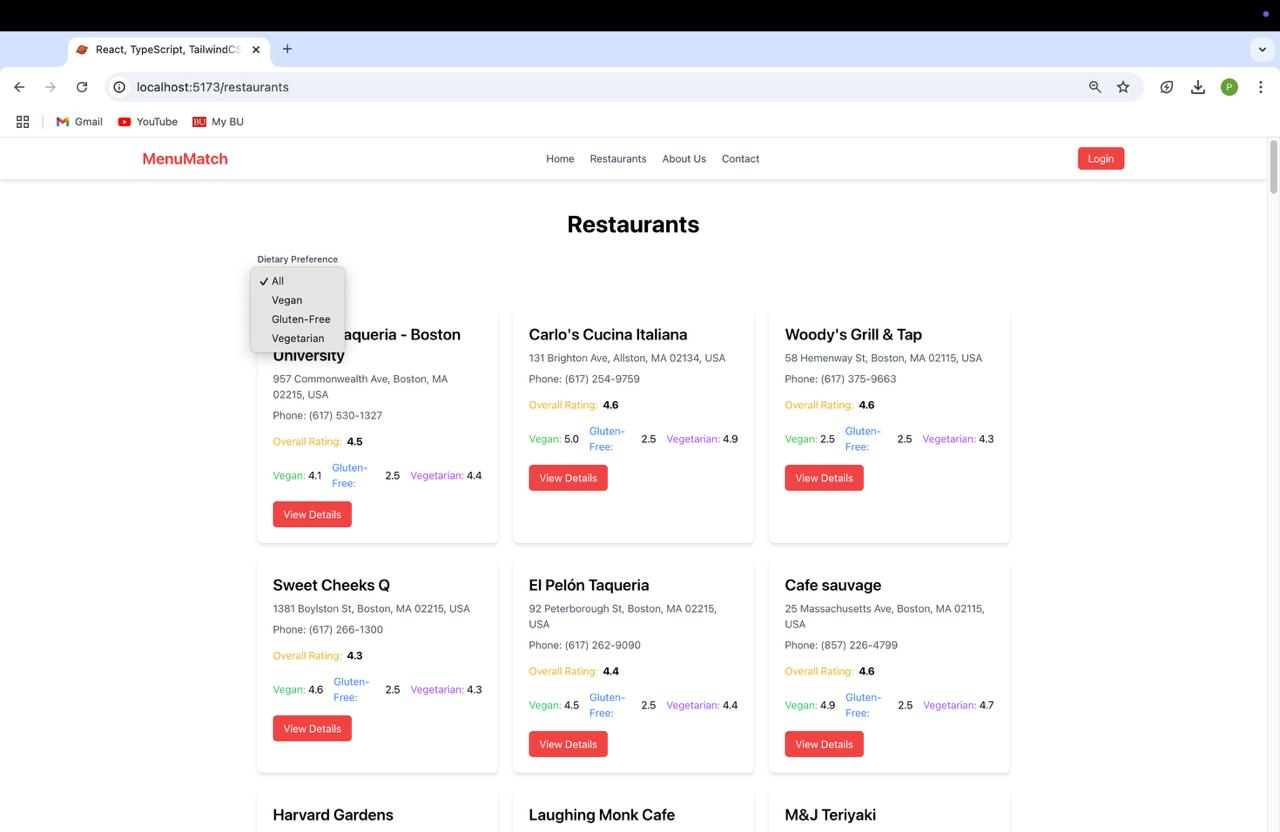 React, TypeScript, TailwindCS
localhost:5173/restaurants
P
Gmail YouTube BU My BU
MenuMatch Home Restaurants About Us Contact Login
Restaurants
Dietary Preference
✓ All
Vegan
Gluten-Free
Vegetarian
aqueria - Boston
University
957 Commonwealth Ave, Boston, MA
02215, USA
Phone: (617) 530-1327
Overall Rating: 4.5
Vegan: 4.1 Gluten-Free: 2.5 Vegetarian: 4.4
View Details
Carlo's Cucina Italiana
131 Brighton Ave, Allston, MA 02134, USA
Phone: (617) 254-9759
Overall Rating: 4.6
Vegan: 5.0 Gluten-Free: 2.5 Vegetarian: 4.9
View Details
Woody's Grill & Tap
58 Hemenway St, Boston, MA 02115, USA
Phone: (617) 375-9663
Overall Rating: 4.6
Vegan: 2.5 Gluten-Free: 2.5 Vegetarian: 4.3
View Details
Sweet Cheeks Q
1381 Boylston St, Boston, MA 02215, USA
Phone: (617) 266-1300
Overall Rating: 4.3
Vegan: 4.6 Gluten-Free: 2.5 Vegetarian: 4.3
View Details
El Pelón Taqueria
92 Peterborough St, Boston, MA 02215,
USA
Phone: (617) 262-9090
Overall Rating: 4.4
Vegan: 4.5 Gluten-Free: 2.5 Vegetarian: 4.4
View Details
Cafe sauvage
25 Massachusetts Ave, Boston, MA 02115,
USA
Phone: (857) 226-4799
Overall Rating: 4.6
Vegan: 4.9 Gluten-Free: 2.5 Vegetarian: 4.7
View Details
Harvard Gardens
Laughing Monk Cafe
M&J Teriyaki